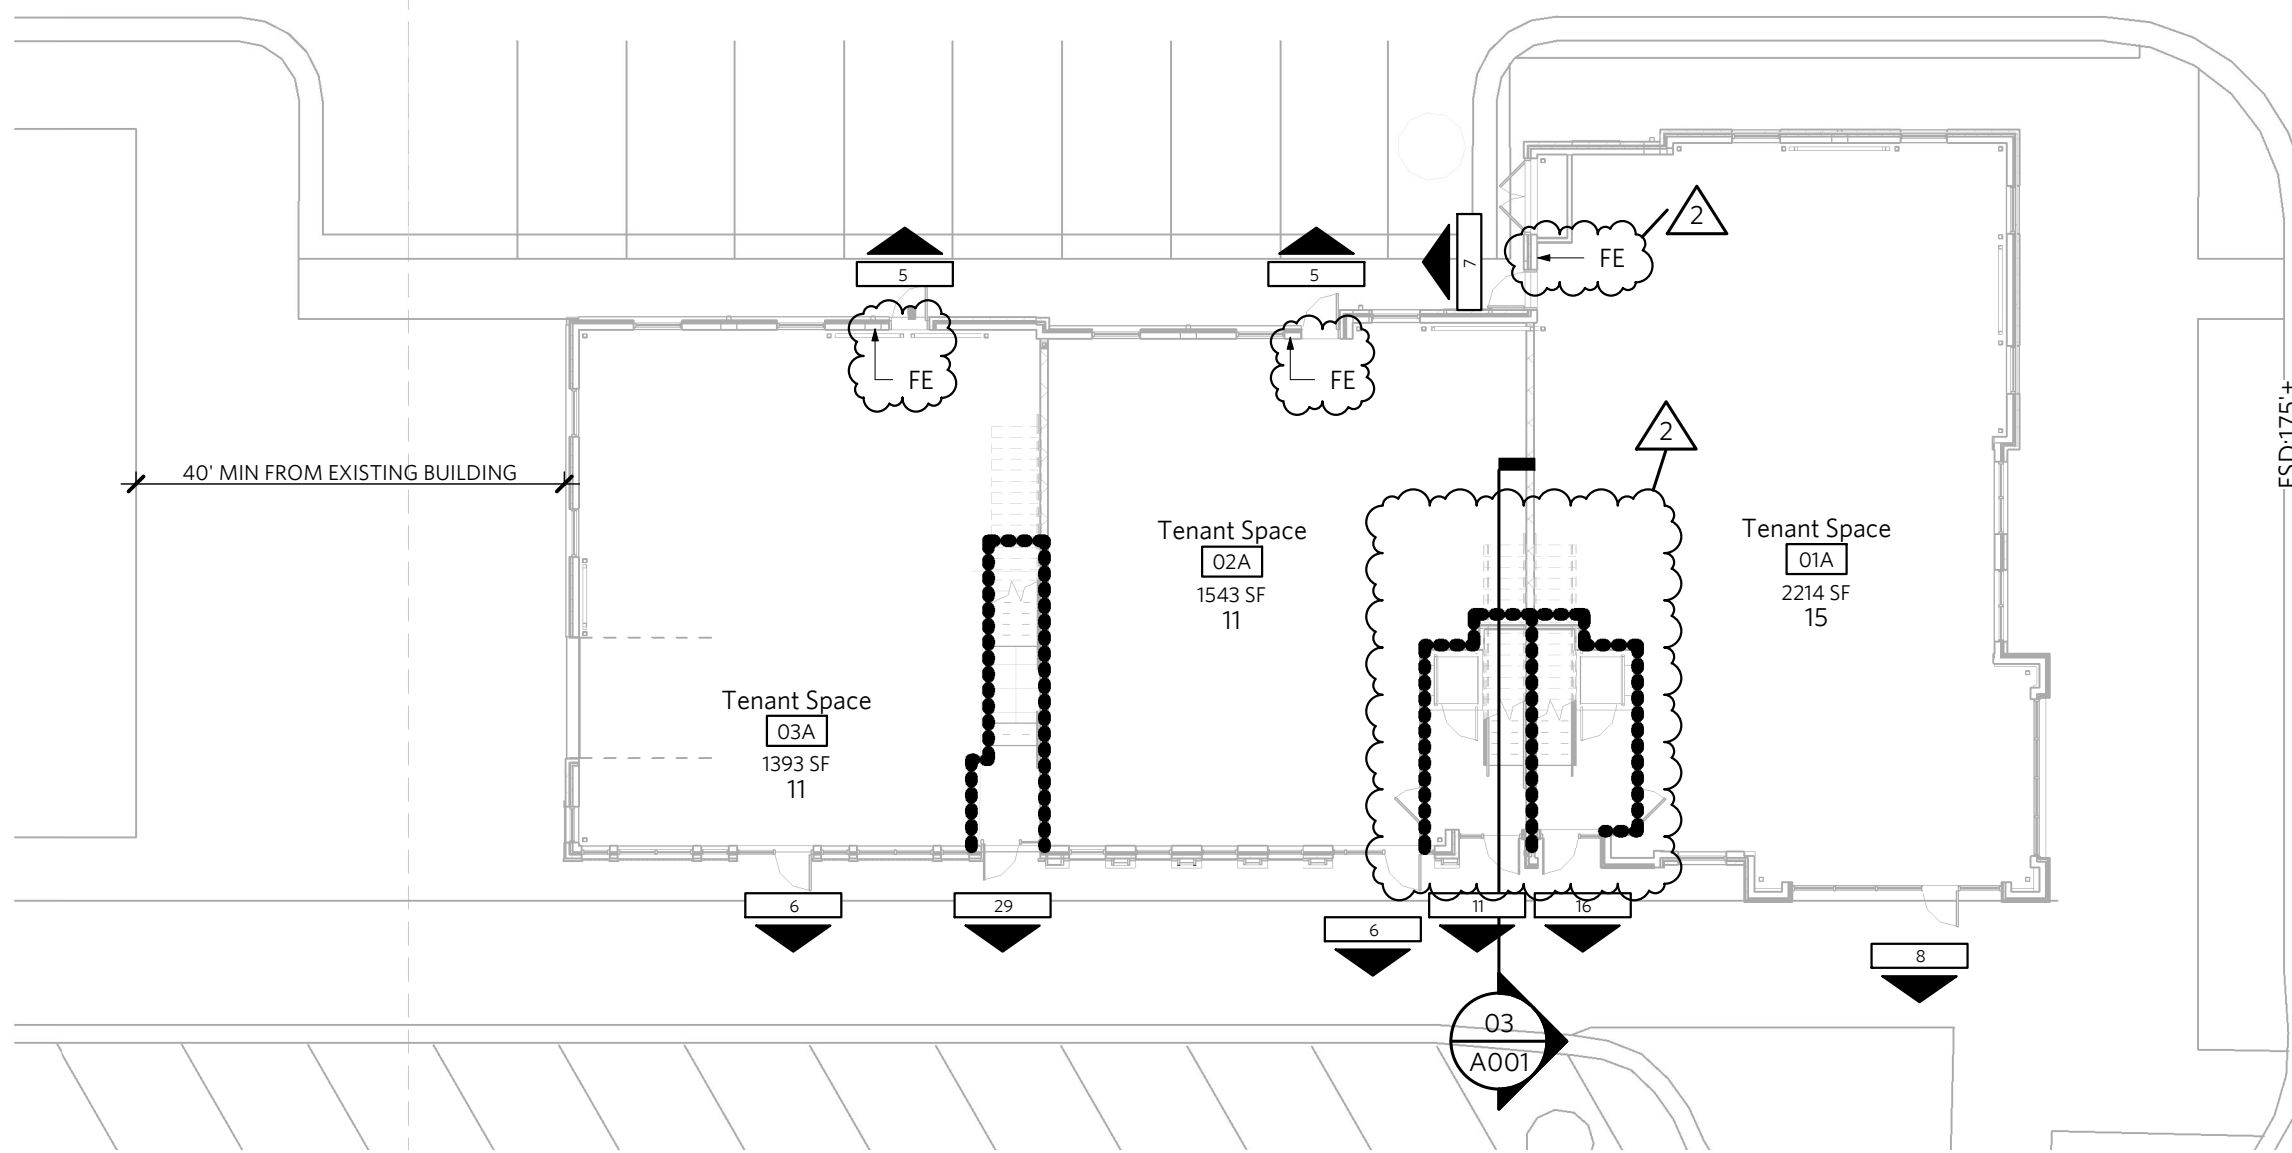 2
5
5
7
FE
FE
FE
2
40' MIN FROM EXISTING BUILDING
ESD:175'±
Tenant Space
02A
1543 SF
11
Tenant Space
01A
2214 SF
15
Tenant Space
03A
1393 SF
11
6
29
6
11
16
8
03
A001